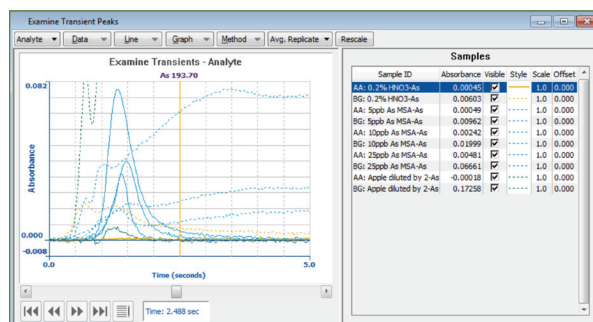 Examine Transient Peaks
Analyte Data Line Graph Method Avg. Replicate Rescale
Examine Transients - Analyte
As 193.70
0.082
Absorbance
0.000
-0.008
0.0 5.0
Time (seconds)
Time: 2.488 sec
Samples
Sample ID Absorbance Visible Style Scale Offset
AA: 0.2% HNO3-As 0.00045 1.0 0.000
BG: 0.2% HNO3-As 0.00603 1.0 0.000
AA: 5ppb As MSA-As 0.00049 1.0 0.000
BG: 5ppb As MSA-As 0.00962 1.0 0.000
AA: 10ppb As MSA-As 0.00242 1.0 0.000
BG: 10ppb As MSA-As 0.01999 1.0 0.000
AA: 25ppb As MSA-As 0.00481 1.0 0.000
BG: 25ppb As MSA-As 0.06661 1.0 0.000
AA: Apple diluted by 2-As -0.00018 1.0 0.000
BG: Apple diluted by 2-As 0.17258 1.0 0.000